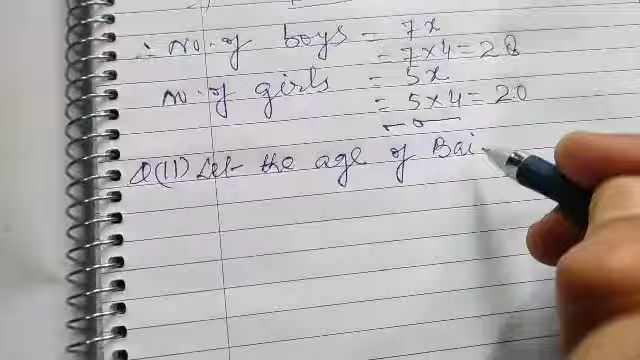 ∴ no. of boys = 7x
= 7×4 = 28
no. of girls = 5x
= 5×4 = 20
Q(11) Let the age of Bai